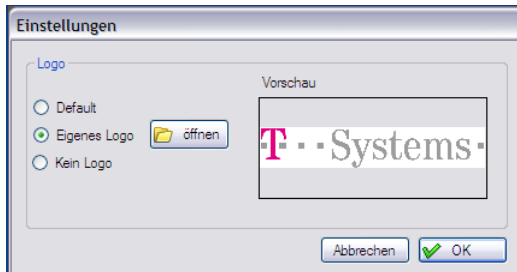 Einstellungen
Logo
Default
Eigenes Logo
öffnen
Kein Logo
Vorschau
T · · · Systems ·
Abbrechen
OK